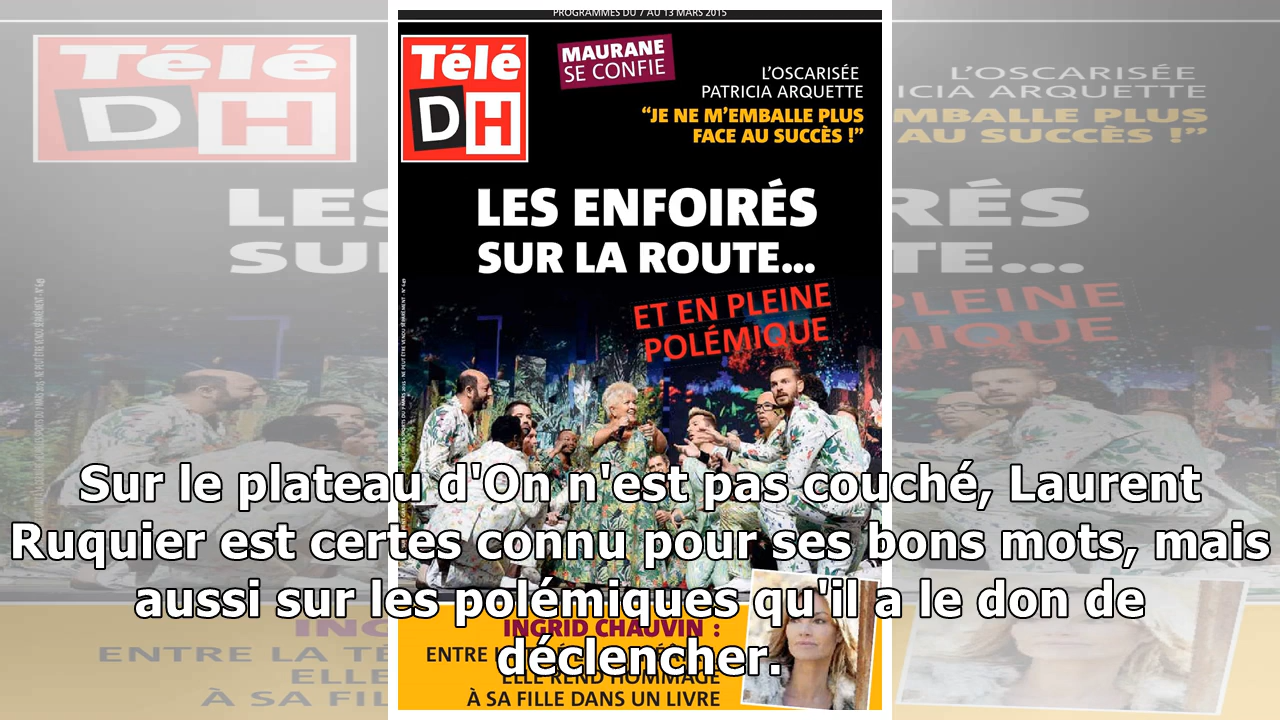 PROGRAMMES DU 7 AU 13 MARS 2015
Télé
DH
MAURANE
SE CONFIE
L'OSCARISÉE
PATRICIA ARQUETTE
“JE NE M'EMBALLE PLUS
FACE AU SUCCÈS !”
LES ENFOIRÉS
SUR LA ROUTE...
ET EN PLEINE
POLÉMIQUE
Sur le plateau d'On n'est pas couché, Laurent
Ruquier est certes connu pour ses bons mots, mais
aussi sur les polémiques qu'il a le don de
déclencher.
INGRID CHAUVIN :
ENTRE
ELLE REND HOMMAGE
À SA FILLE DANS UN LIVRE